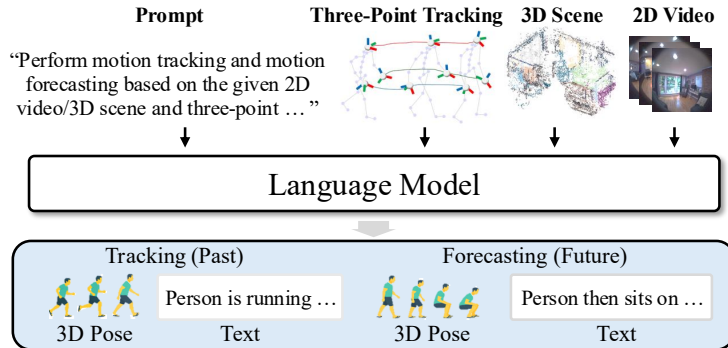 Prompt
Three-Point Tracking
3D Scene
2D Video
“Perform motion tracking and motion
forecasting based on the given 2D
video/3D scene and three-point … ”
Language Model
Tracking (Past)
Forecasting (Future)
Person is running …
Person then sits on …
3D Pose
Text
3D Pose
Text